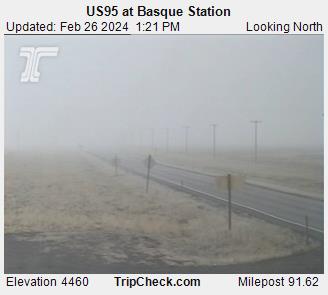 US95 at Basque Station
Updated: Feb 26 2024 1:21 PM Looking North
Elevation 4460 TripCheck.com Milepost 91.62